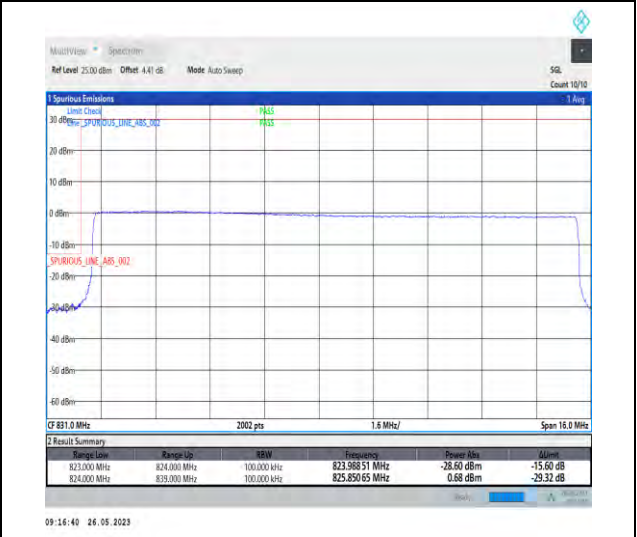 MultiView Spectrum
Ref Level 25.00 dBm Offset 4.41 dB Mode Auto Sweep SGL
Count 10/10
1 Spurious Emissions 1 Avg
Limit Check PASS
30 dBm
Line _SPURIOUS_LINE_ABS_002 PASS
20 dBm
10 dBm
0 dBm
-10 dBm
_SPURIOUS_LINE_ABS_002
-20 dBm
-30 dBm
-40 dBm
-50 dBm
-60 dBm
CF 831.0 MHz 2002 pts 1.6 MHz/ Span 16.0 MHz
2 Result Summary
Range Low Range Up RBW Frequency Power Abs ΔLimit
823.000 MHz 824.000 MHz 100.000 kHz 823.98851 MHz -28.60 dBm -15.60 dB
824.000 MHz 839.000 MHz 100.000 kHz 825.85065 MHz 0.68 dBm -29.32 dB
Ready
09:16:40 26.05.2023